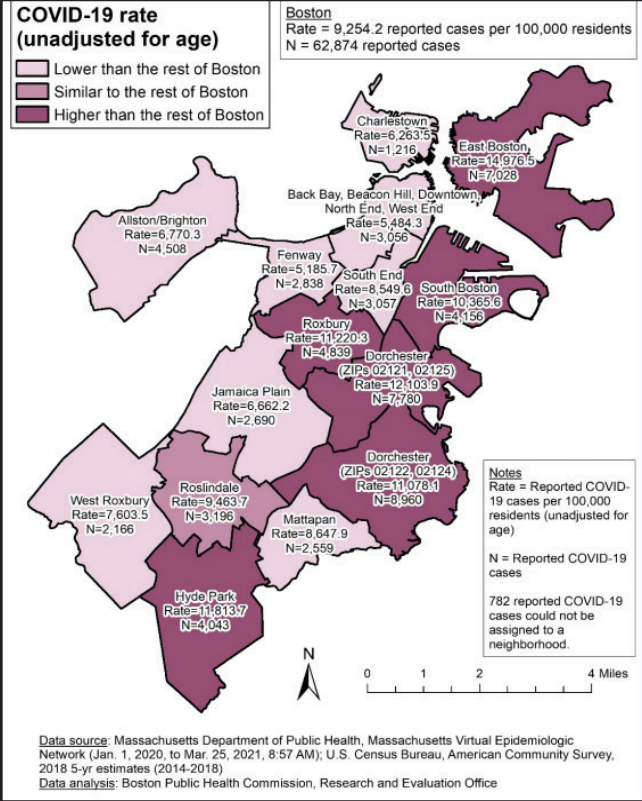 COVID-19 rate
(unadjusted for age)
Lower than the rest of Boston
Similar to the rest of Boston
Higher than the rest of Boston
Boston
Rate = 9,254.2 reported cases per 100,000 residents
N = 62,874 reported cases
Charlestown
Rate=6,263.5
N=1,216
East Boston
Rate=14,976.5
N=7,028
Back Bay, Beacon Hill, Downtown,
North End, West End
Rate=5,484.3
N=3,056
Allston/Brighton
Rate=6,770.3
N=4,508
Fenway
Rate=5,185.7
N=2,838
South End
Rate=8,549.6
N=3,057
South Boston
Rate=10,365.6
N=4,156
Roxbury
Rate=11,220.3
N=4,839
Dorchester
(ZIPs 02121, 02125)
Rate=12,103.9
N=7,780
Jamaica Plain
Rate=6,662.2
N=2,690
Dorchester
(ZIPs 02122, 02124)
Rate=11,078.1
N=8,960
West Roxbury
Rate=7,603.5
N=2,166
Roslindale
Rate=9,463.7
N=3,196
Mattapan
Rate=8,647.9
N=2,559
Hyde Park
Rate=11,813.7
N=4,043
Notes
Rate = Reported COVID-
19 cases per 100,000
residents (unadjusted for
age)
N = Reported COVID-19
cases
782 reported COVID-19
cases could not be
assigned to a
neighborhood.
N
0 1 2 4 Miles
Data source: Massachusetts Department of Public Health, Massachusetts Virtual Epidemiologic
Network (Jan. 1, 2020, to Mar. 25, 2021, 8:57 AM); U.S. Census Bureau, American Community Survey,
2018 5-yr estimates (2014-2018)
Data analysis: Boston Public Health Commission, Research and Evaluation Office